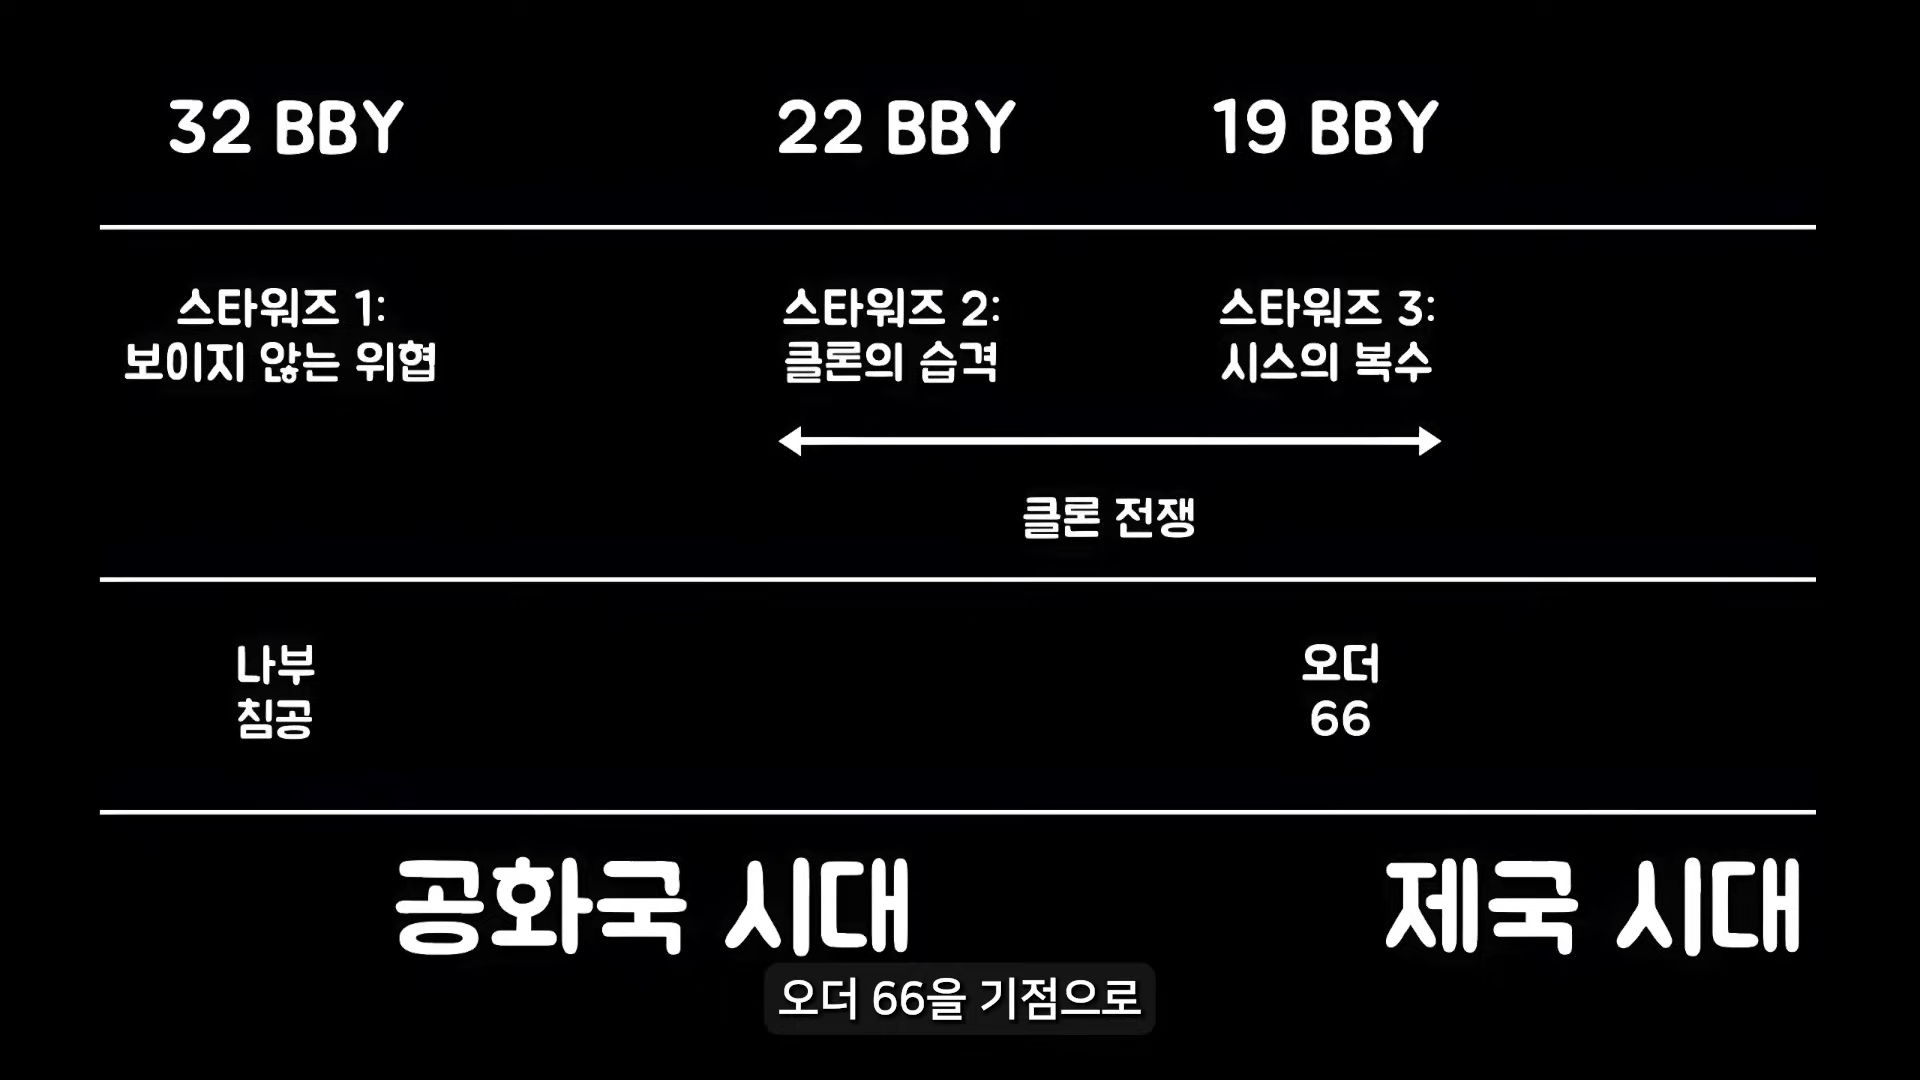 32 BBY
22 BBY
19 BBY
스타워즈 1:
보이지 않는 위협
스타워즈 2:
클론의 습격
스타워즈 3:
시스의 복수
클론 전쟁
나부
침공
오더
66
공화국 시대
제국 시대
오더 66을 기점으로